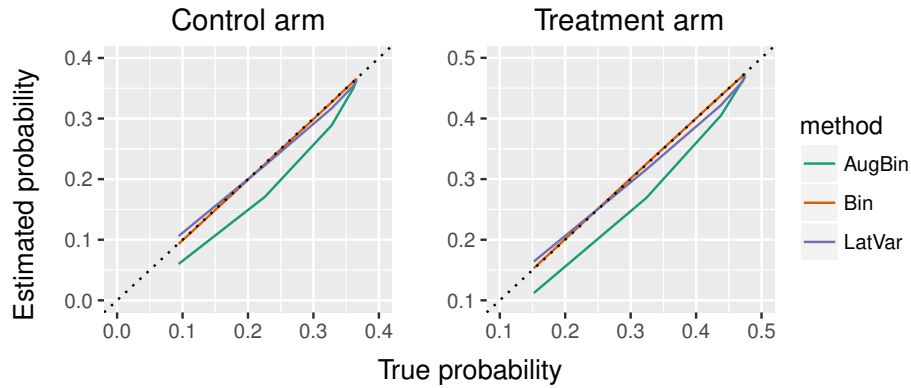 Control arm
Treatment arm
Estimated probability
0.4
0.3
0.2
0.1
0.0
0.0 0.1 0.2 0.3 0.4
0.5
0.4
0.3
0.2
0.1
0.1 0.2 0.3 0.4 0.5
True probability
method
AugBin
Bin
LatVar